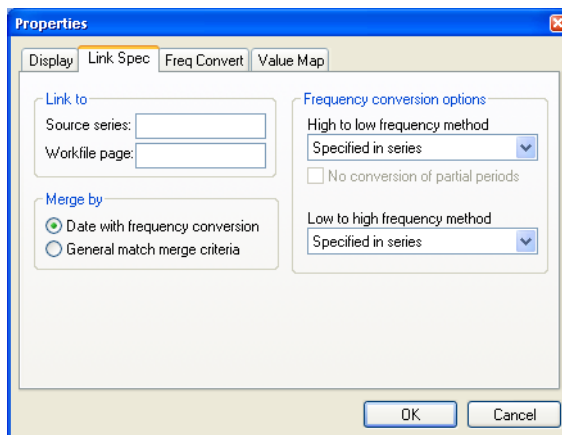 Properties
Display Link Spec Freq Convert Value Map
Link to
Source series:
Workfile page:
Merge by
Date with frequency conversion
General match merge criteria
Frequency conversion options
High to low frequency method
Specified in series
No conversion of partial periods
Low to high frequency method
Specified in series
OK Cancel